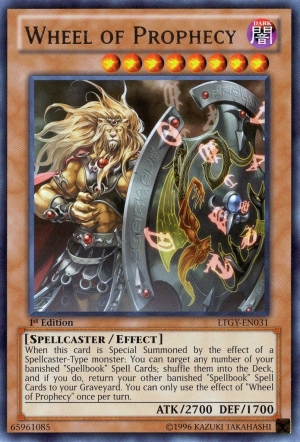 WHEEL OF PROPHECY
DARK
闇
1st Edition
LTGY-EN031
[SPELLCASTER / EFFECT]
When this card is Special Summoned by the effect of a
Spellcaster-Type monster: You can target any number of your
banished "Spellbook" Spell Cards; shuffle them into the Deck,
and if you do, return your other banished "Spellbook" Spell
Cards to your Graveyard. You can only use the effect of "Wheel
of Prophecy" once per turn.
ATK/2700 DEF/1700
65961085
©1996 KAZUKI TAKAHASHI